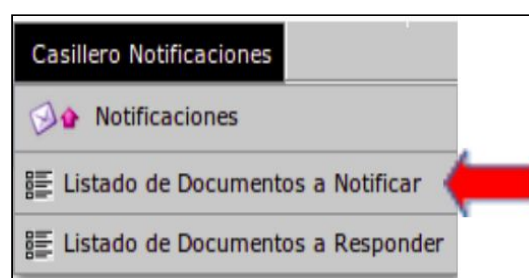 Casillero Notificaciones
Notificaciones
Listado de Documentos a Notificar
Listado de Documentos a Responder